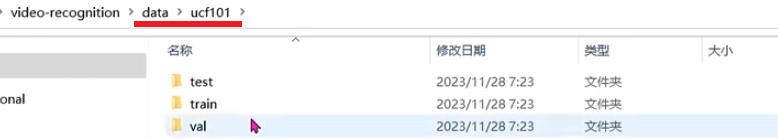 video-recognition > data > ucf101 >
名称 修改日期 类型 大小
test 2023/11/28 7:23 文件夹
onal train 2023/11/28 7:23 文件夹
val 2023/11/28 7:23 文件夹